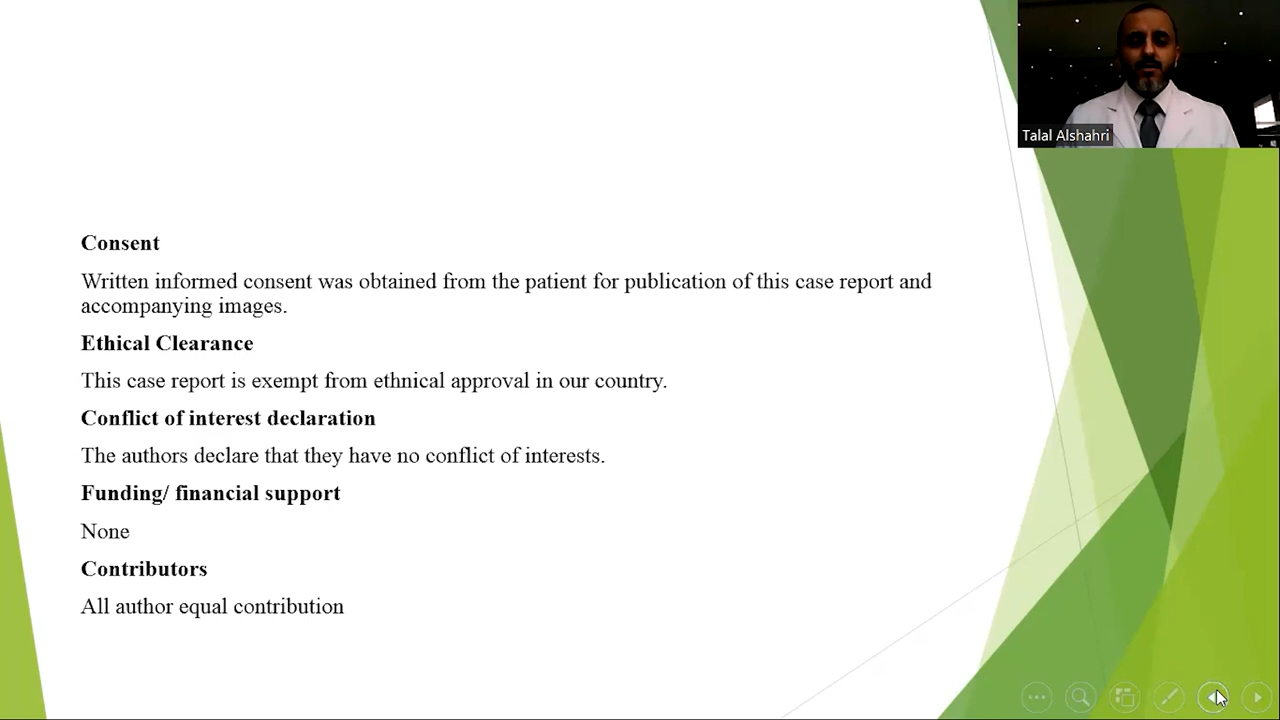 Talal Alshahri
Consent
Written informed consent was obtained from the patient for publication of this case report and
accompanying images.
Ethical Clearance
This case report is exempt from ethnical approval in our country.
Conflict of interest declaration
The authors declare that they have no conflict of interests.
Funding/ financial support
None
Contributors
All author equal contribution